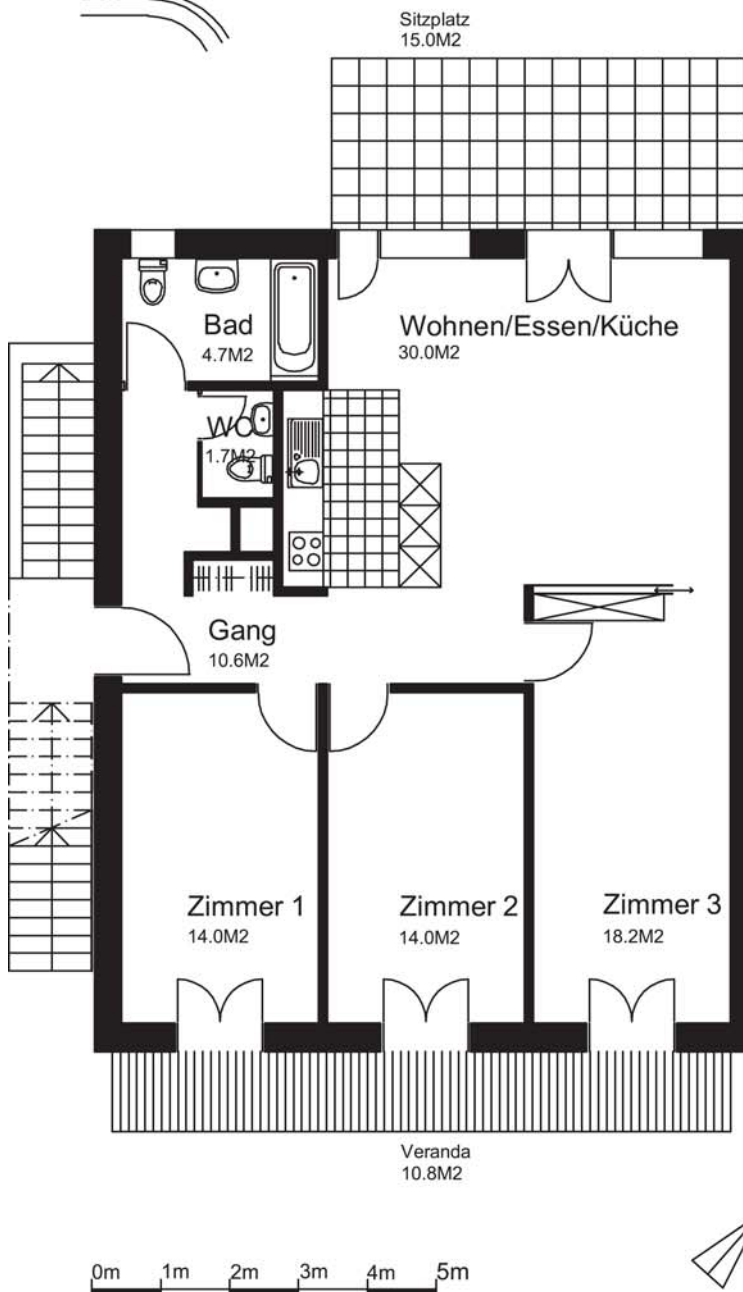 Sitzplatz
15.0M2
Bad
4.7M2
Wohnen/Essen/Küche
30.0M2
WC
1.7M2
Gang
10.6M2
Zimmer 1
14.0M2
Zimmer 2
14.0M2
Zimmer 3
18.2M2
Veranda
10.8M2
0m 1m 2m 3m 4m 5m